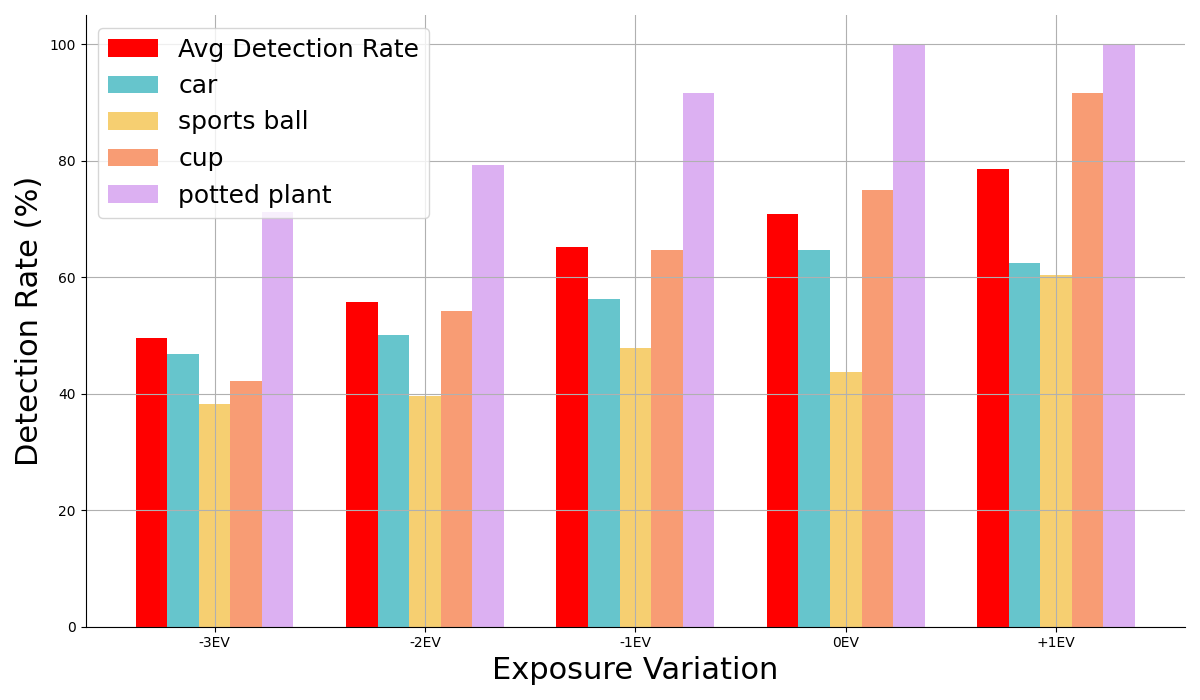 Avg Detection Rate
car
sports ball
cup
potted plant
100
80
60
40
20
0
Detection Rate (%)
-3EV
-2EV
-1EV
0EV
+1EV
Exposure Variation